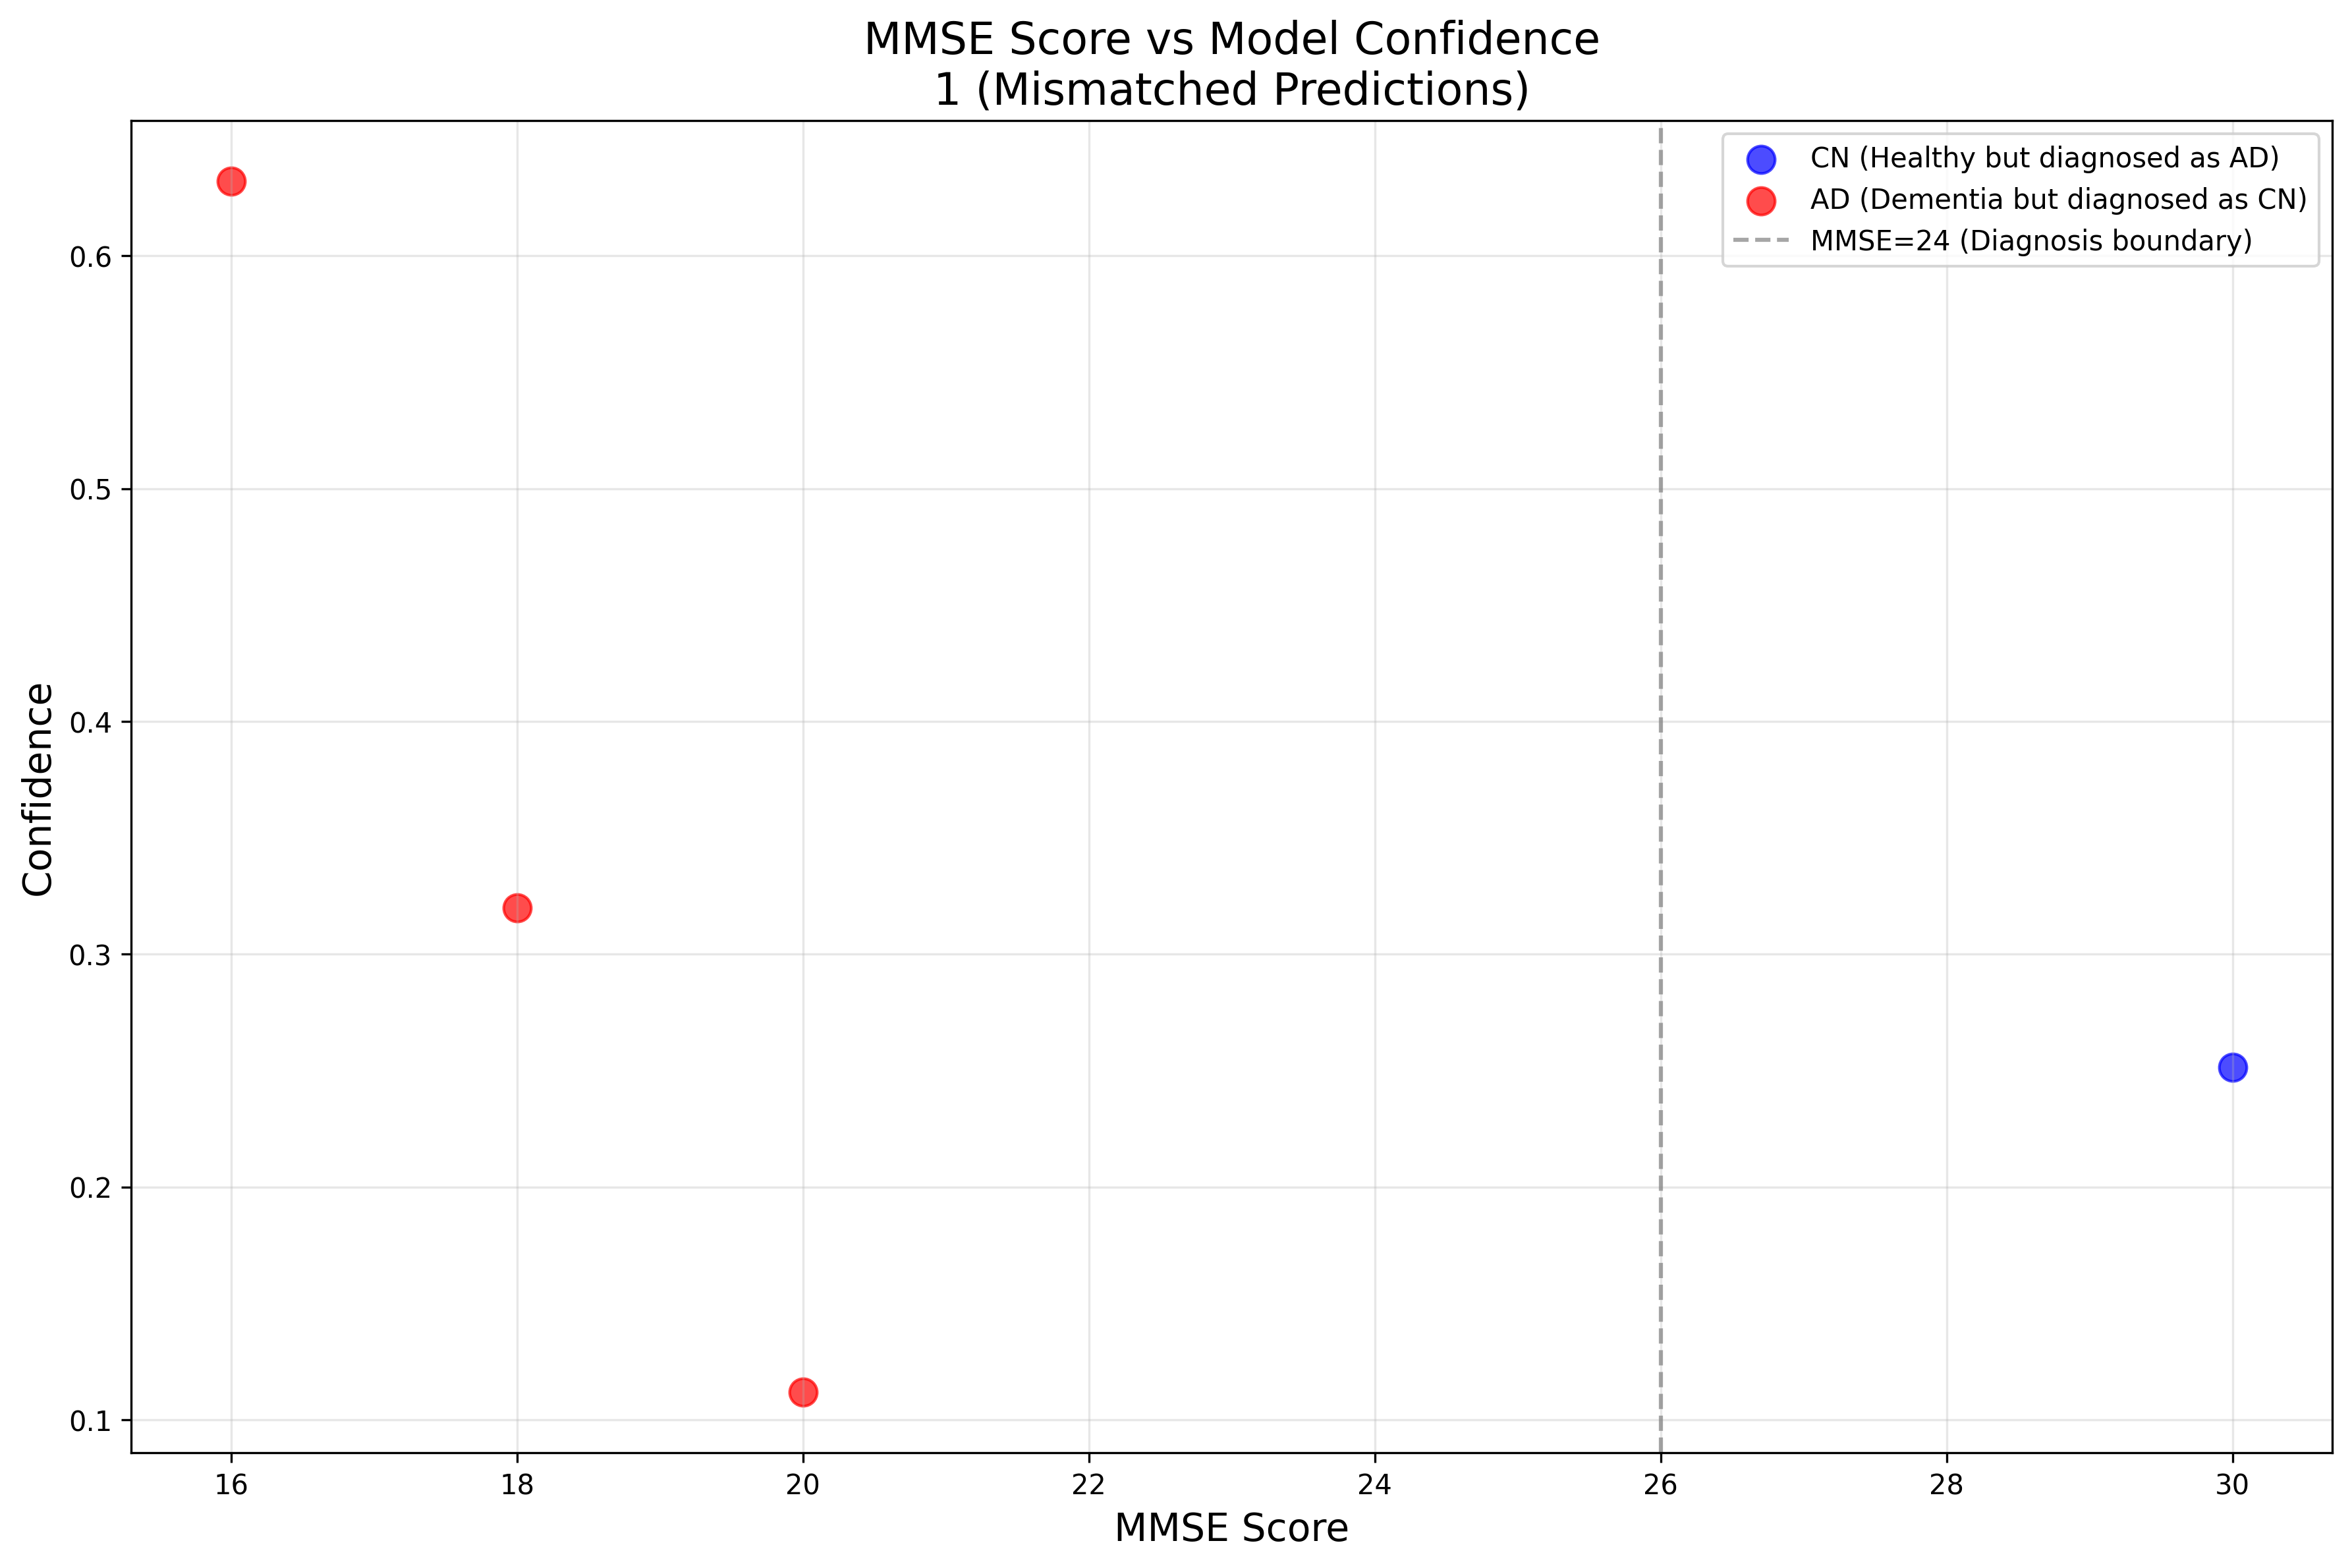 MMSE Score vs Model Confidence
1 (Mismatched Predictions)
CN (Healthy but diagnosed as AD)
AD (Dementia but diagnosed as CN)
MMSE=24 (Diagnosis boundary)
Confidence
0.6
0.5
0.4
0.3
0.2
0.1
16 18 20 22 24 26 28 30
MMSE Score